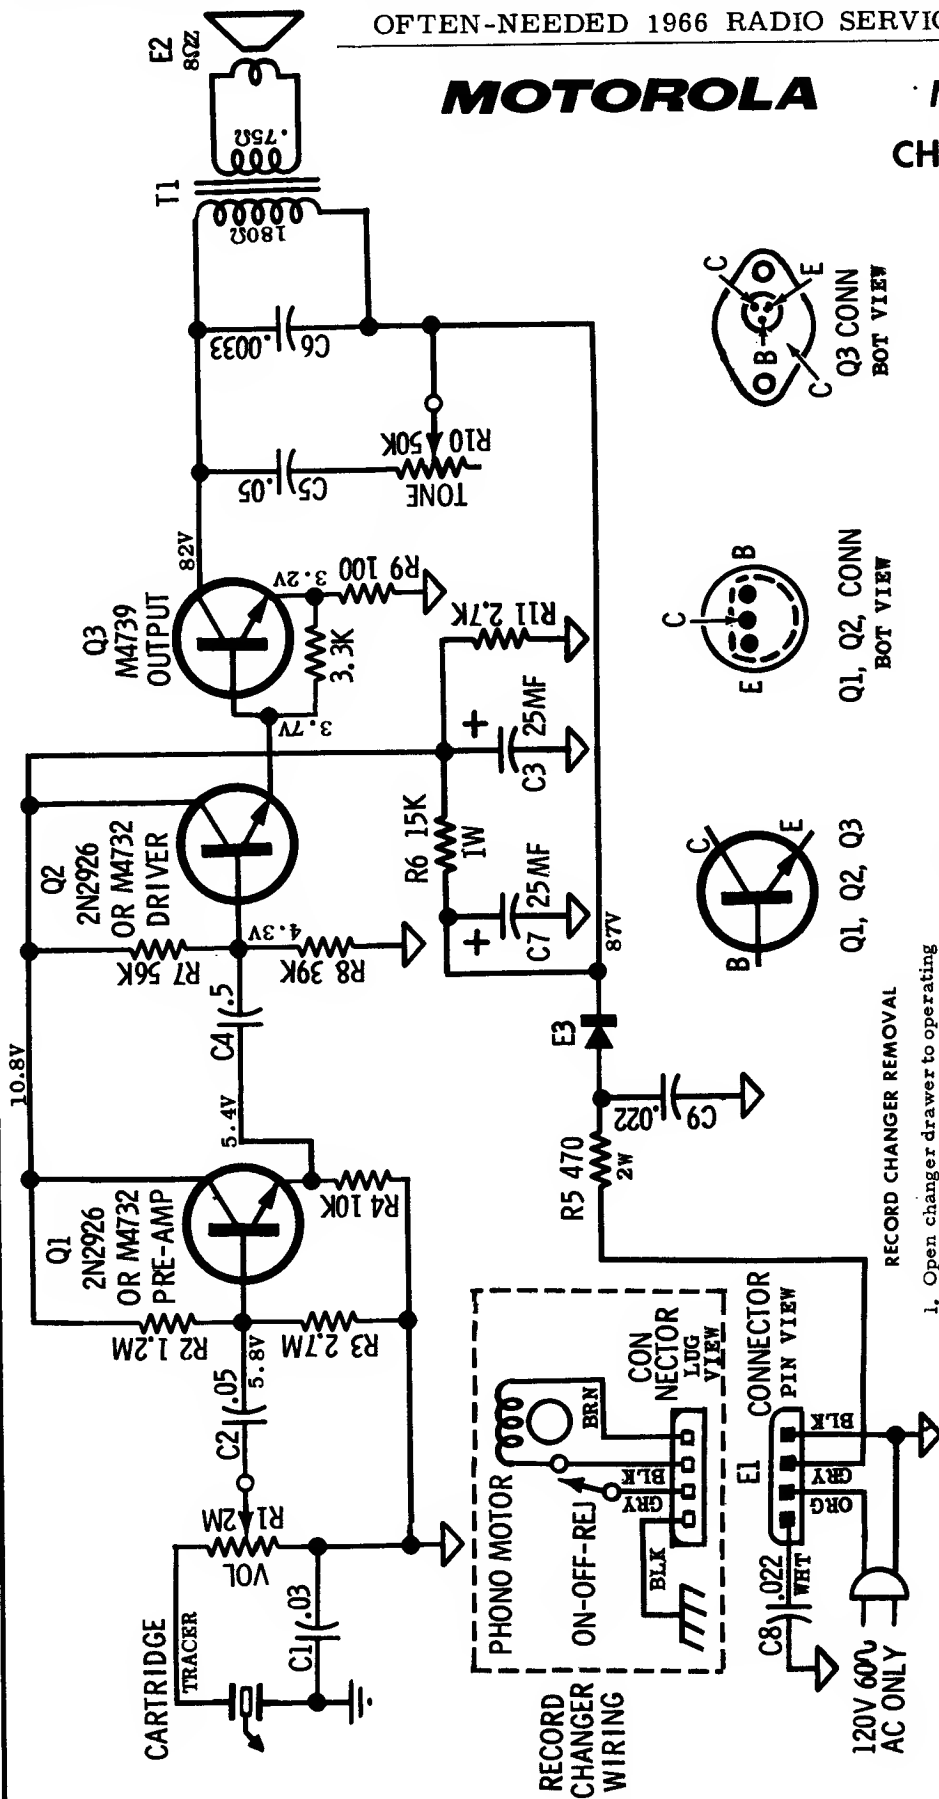 OFTEN-NEEDED 1966 RADIO SERVIC
MOTOROLA
CH
E2
8Ω
.75Ω
T1
180Ω
.0033
C6
.05
C5
50K
R10
TONE
82V
Q3
M4739
OUTPUT
3.2V
R9 100
3.3K
3.7V
R11 2.7K
25MF
C3
R6 15K
1W
25MF
C7
87V
Q2
2N2926
OR M4732
DRIVER
R7 56K
4.3V
R8 39K
C4
.5
10.8V
5.4V
Q1
2N2926
OR M4732
PRE-AMP
R4 10K
R2 1.2M
5.8V
R3 2.7M
C2
.05
R1
2M
VOL
CARTRIDGE
TRACER
C1
.03
E3
.022
C9
R5 470
2W
PHONO MOTOR
ON-OFF-REJ
BRN
BLK
GRY
BLK
CON
NECTOR
LUG
VIEW
RECORD
CHANGER
WIRING
CONNECTOR
PIN VIEW
E1
BLK
GRY
ORG
WHT
C8
.022
120V 60∿
AC ONLY
C
B
E
C
Q3 CONN
BOT VIEW
C
B
E
Q1, Q2, CONN
BOT VIEW
C
B
E
Q1, Q2, Q3
RECORD CHANGER REMOVAL
1. Open changer drawer to operating